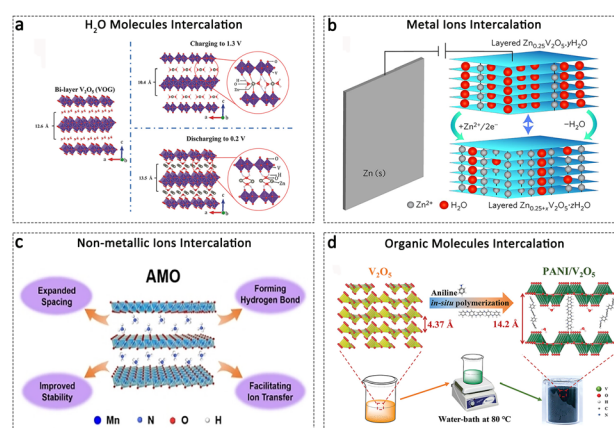 a
H₂O Molecules Intercalation
Charging to 1.3 V
Bi-layer V₂O₅ (VOG)
12.6 Å
10.4 Å
Discharging to 0.2 V
13.5 Å
O
V
H
O
Zn
b
Metal Ions Intercalation
Layered Zn₀.₂₅V₂O₅·yH₂O
+Zn²⁺/2e⁻
−H₂O
Zn (s)
Layered Zn₀.₂₅₊ₓV₂O₅·zH₂O
Zn²⁺
H₂O
c
Non-metallic Ions Intercalation
AMO
Expanded
Spacing
Forming
Hydrogen Bond
Improved
Stability
Facilitating
Ion Transfer
Mn
N
O
H
d
Organic Molecules Intercalation
V₂O₅
Aniline
in-situ polymerization
PANI/V₂O₅
4.37 Å
14.2 Å
Water-bath at 80 °C
V
O
H
C
N